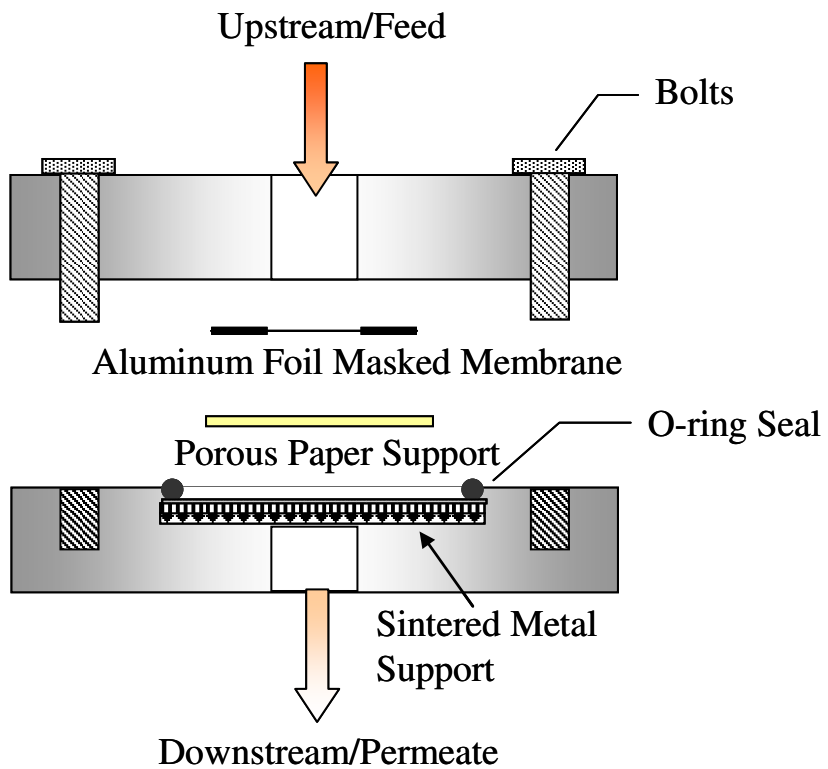 Upstream/Feed
Bolts
Aluminum Foil Masked Membrane
O-ring Seal
Porous Paper Support
Sintered Metal
Support
Downstream/Permeate